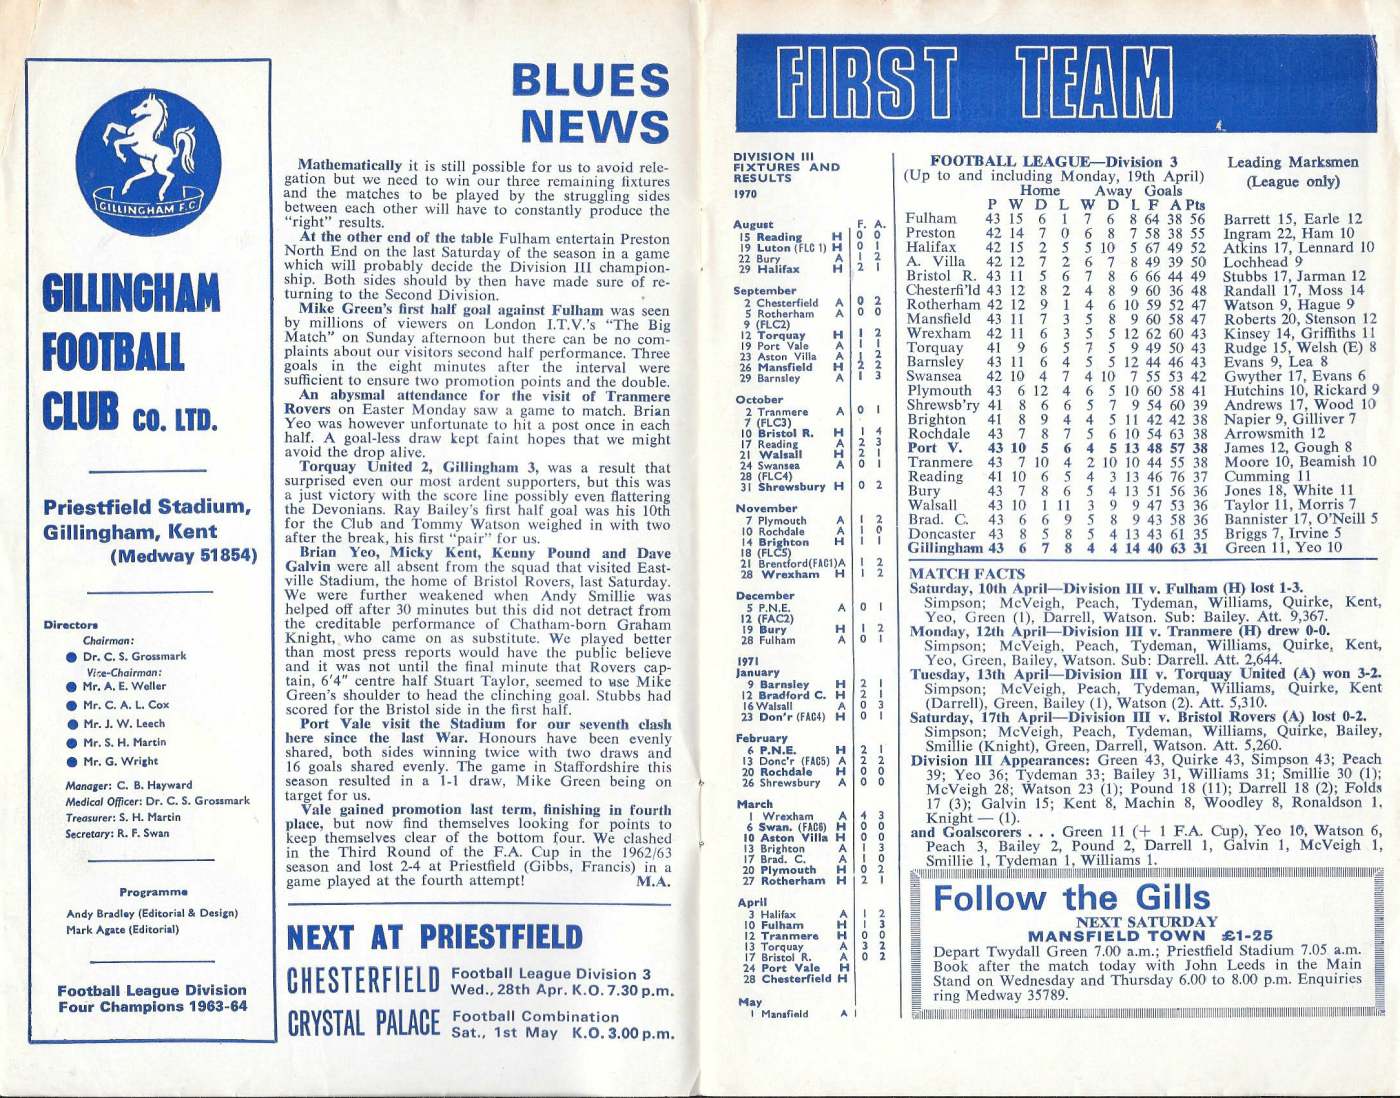 GILLINGHAM F.C.
GILLINGHAM
FOOTBALL
CLUB CO. LTD.
Priestfield Stadium,
Gillingham, Kent
(Medway 51854)
Directors
Chairman:
Dr. C. S. Grossmark
Vice-Chairman:
Mr. A. E. Weller
Mr. C. A. L. Cox
Mr. J. W. Leech
Mr. S. H. Martin
Mr. G. Wright
Manager: C. B. Hayward
Medical Officer: Dr. C. S. Grossmark
Treasurer: S. H. Martin
Secretary: R. F. Swan
Programme
Andy Bradley (Editorial & Design)
Mark Agate (Editorial)
Football League Division
Four Champions 1963-64
BLUES
NEWS
Mathematically it is still possible for us to avoid rele-
gation but we need to win our three remaining fixtures
and the matches to be played by the struggling sides
between each other will have to constantly produce the
"right" results.
At the other end of the table Fulham entertain Preston
North End on the last Saturday of the season in a game
which will probably decide the Division III champion-
ship. Both sides should by then have made sure of re-
turning to the Second Division.
Mike Green's first half goal against Fulham was seen
by millions of viewers on London I.T.V.'s "The Big
Match" on Sunday afternoon but there can be no com-
plaints about our visitors second half performance. Three
goals in the eight minutes after the interval were
sufficient to ensure two promotion points and the double.
An abysmal attendance for the visit of Tranmere
Rovers on Easter Monday saw a game to match. Brian
Yeo was however unfortunate to hit a post once in each
half. A goal-less draw kept faint hopes that we might
avoid the drop alive.
Torquay United 2, Gillingham 3, was a result that
surprised even our most ardent supporters, but this was
a just victory with the score line possibly even flattering
the Devonians. Ray Bailey's first half goal was his 10th
for the Club and Tommy Watson weighed in with two
after the break, his first "pair" for us.
Brian Yeo, Micky Kent, Kenny Pound and Dave
Galvin were all absent from the squad that visited East-
ville Stadium, the home of Bristol Rovers, last Saturday.
We were further weakened when Andy Smillie was
helped off after 30 minutes but this did not detract from
the creditable performance of Chatham-born Graham
Knight, who came on as substitute. We played better
than most press reports would have the public believe
and it was not until the final minute that Rovers cap-
tain, 6'4" centre half Stuart Taylor, seemed to use Mike
Green's shoulder to head the clinching goal. Stubbs had
scored for the Bristol side in the first half.
Port Vale visit the Stadium for our seventh clash
here since the last War. Honours have been evenly
shared, both sides winning twice with two draws and
16 goals shared evenly. The game in Staffordshire this
season resulted in a 1-1 draw, Mike Green being on
target for us.
Vale gained promotion last term, finishing in fourth
place, but now find themselves looking for points to
keep themselves clear of the bottom four. We clashed
in the Third Round of the F.A. Cup in the 1962/63
season and lost 2-4 at Priestfield (Gibbs, Francis) in a
game played at the fourth attempt! M.A.
NEXT AT PRIESTFIELD
CHESTERFIELD Football League Division 3
Wed., 28th Apr. K.O. 7.30 p.m.
CRYSTAL PALACE Football Combination
Sat., 1st May K.O. 3.00 p.m.
FIRST TEAM
DIVISION III
FIXTURES AND
RESULTS
1970
August F. A.
15 Reading H 0 0
19 Luton (FLC 1) H 0 1
22 Bury A 1 2
29 Halifax H 2 1
September
2 Chesterfield A 0 2
5 Rotherham A 0 0
9 (FLC2)
12 Torquay H 1 2
19 Port Vale A 1 1
23 Aston Villa A 1 2
26 Mansfield H 2 2
29 Barnsley A 1 3
October
2 Tranmere A 0 1
7 (FLC3)
10 Bristol R. H 1 4
17 Reading A 2 3
21 Walsall H 2 1
24 Swansea A 0 1
28 (FLC4)
31 Shrewsbury H 0 2
November
7 Plymouth A 1 2
10 Rochdale A 1 0
14 Brighton H 1 1
18 (FLC5)
21 Brentford(FAC1)A 1 2
28 Wrexham H 1 2
December
5 P.N.E. A 0 1
12 (FAC2)
19 Bury H 1 2
28 Fulham A 0 1
1971
January
9 Barnsley H 2 1
12 Bradford C. H 2 1
16 Walsall A 0 3
23 Don'r (FAC4) H 0 1
February
6 P.N.E. H 2 1
13 Donc'r (FAC5) A 2 2
20 Rochdale H 0 0
26 Shrewsbury A 0 0
March
1 Wrexham A 4 3
6 Swan. (FAC6) H 0 0
10 Aston Villa H 0 0
13 Brighton A 1 3
17 Brad. C. A 1 0
20 Plymouth H 0 2
27 Rotherham H 2 1
April
3 Halifax A 1 2
10 Fulham H 1 3
12 Tranmere H 0 0
13 Torquay A 3 2
17 Bristol R. A 0 2
24 Port Vale H
28 Chesterfield H
May
1 Mansfield A
FOOTBALL LEAGUE—Division 3 Leading Marksmen
(Up to and including Monday, 19th April) (League only)
Home Away Goals
P W D L W D L F A Pts
Fulham 43 15 6 1 7 6 8 64 38 56 Barrett 15, Earle 12
Preston 42 14 7 0 6 8 7 58 38 55 Ingram 22, Ham 10
Halifax 42 15 2 5 5 10 5 67 49 52 Atkins 17, Lennard 10
A. Villa 42 12 7 2 6 7 8 49 39 50 Lochhead 9
Bristol R. 43 11 5 6 7 8 6 66 44 49 Stubbs 17, Jarman 12
Chesterfi'ld 43 12 8 2 4 8 9 60 36 48 Randall 17, Moss 14
Rotherham 42 12 9 1 4 6 10 59 52 47 Watson 9, Hague 9
Mansfield 43 11 7 3 5 8 9 60 58 47 Roberts 20, Stenson 12
Wrexham 42 11 6 3 5 5 12 62 60 43 Kinsey 14, Griffiths 11
Torquay 41 9 6 5 7 5 9 49 50 43 Rudge 15, Welsh (E) 8
Barnsley 43 11 6 4 5 5 12 44 46 43 Evans 9, Lea 8
Swansea 42 10 4 7 4 10 7 55 53 42 Gwyther 17, Evans 6
Plymouth 43 6 12 4 6 5 10 60 58 41 Hutchins 10, Rickard 9
Shrewsb'ry 41 8 6 6 5 7 9 54 60 39 Andrews 17, Wood 10
Brighton 41 8 9 4 4 5 11 42 42 38 Napier 9, Gilliver 7
Rochdale 43 7 8 7 5 6 10 54 63 38 Arrowsmith 12
Port V. 43 10 5 6 4 5 13 48 57 38 James 12, Gough 8
Tranmere 43 7 10 4 2 10 10 44 55 38 Moore 10, Beamish 10
Reading 41 10 6 5 4 3 13 46 76 37 Cumming 11
Bury 43 7 8 6 5 4 13 51 56 36 Jones 18, White 11
Walsall 43 10 1 11 3 9 9 47 53 36 Taylor 11, Morris 7
Brad. C. 43 6 6 9 5 8 9 43 58 36 Bannister 17, O'Neill 5
Doncaster 43 8 5 8 5 4 13 43 61 35 Briggs 7, Irvine 5
Gillingham 43 6 7 8 4 4 14 40 63 31 Green 11, Yeo 10
MATCH FACTS
Saturday, 10th April—Division III v. Fulham (H) lost 1-3.
Simpson; McVeigh, Peach, Tydeman, Williams, Quirke, Kent,
Yeo, Green (1), Darrell, Watson. Sub: Bailey. Att. 9,367.
Monday, 12th April—Division III v. Tranmere (H) drew 0-0.
Simpson; McVeigh, Peach, Tydeman, Williams, Quirke, Kent,
Yeo, Green, Bailey, Watson. Sub: Darrell. Att. 2,644.
Tuesday, 13th April—Division III v. Torquay United (A) won 3-2.
Simpson; McVeigh, Peach, Tydeman, Williams, Quirke, Kent
(Darrell), Green, Bailey (1), Watson (2). Att. 5,310.
Saturday, 17th April—Division III v. Bristol Rovers (A) lost 0-2.
Simpson; McVeigh, Peach, Tydeman, Williams, Quirke, Bailey,
Smillie (Knight), Green, Darrell, Watson. Att. 5,260.
Division III Appearances: Green 43, Quirke 43, Simpson 43; Peach
39; Yeo 36; Tydeman 33; Bailey 31, Williams 31; Smillie 30 (1);
McVeigh 28; Watson 23 (1); Pound 18 (11); Darrell 18 (2); Folds
17 (3); Galvin 15; Kent 8, Machin 8, Woodley 8, Ronaldson 1,
Knight — (1).
and Goalscorers . . . Green 11 (+ 1 F.A. Cup), Yeo 10, Watson 6,
Peach 3, Bailey 2, Pound 2, Darrell 1, Galvin 1, McVeigh 1,
Smillie 1, Tydeman 1, Williams 1.
Follow the Gills
NEXT SATURDAY
MANSFIELD TOWN £1-25
Depart Twydall Green 7.00 a.m.; Priestfield Stadium 7.05 a.m.
Book after the match today with John Leeds in the Main
Stand on Wednesday and Thursday 6.00 to 8.00 p.m. Enquiries
ring Medway 35789.